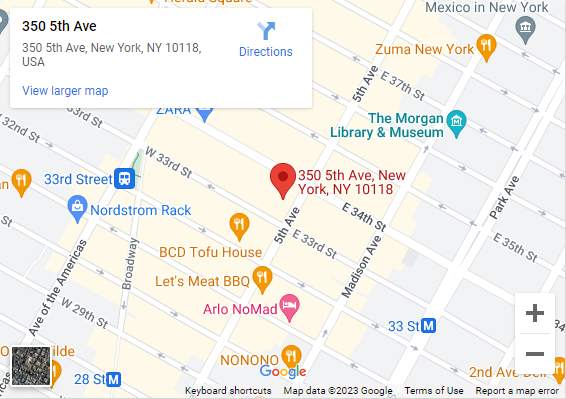 Herald Square
Mexico in New York
350 5th Ave
350 5th Ave, New York, NY 10118,
USA
Directions
View larger map
Zuma New York
5th Ave
E 37th St
ZARA
The Morgan
Library & Museum
W 32nd St
W 33rd St
33rd Street
350 5th Ave, New
York, NY 10118
Park Ave
E 34th St
Nordstrom Rack
5th Ave
E 33rd St
E 35th St
BCD Tofu House
Madison Ave
Broadway
Let's Meat BBQ
Ave of the Americas
Arlo NoMad
W 29th St
33 St
M
NONONO
Google
28 St
M
2nd Ave Deli
Keyboard shortcuts
Map data ©2023 Google
Terms of Use
Report a map error